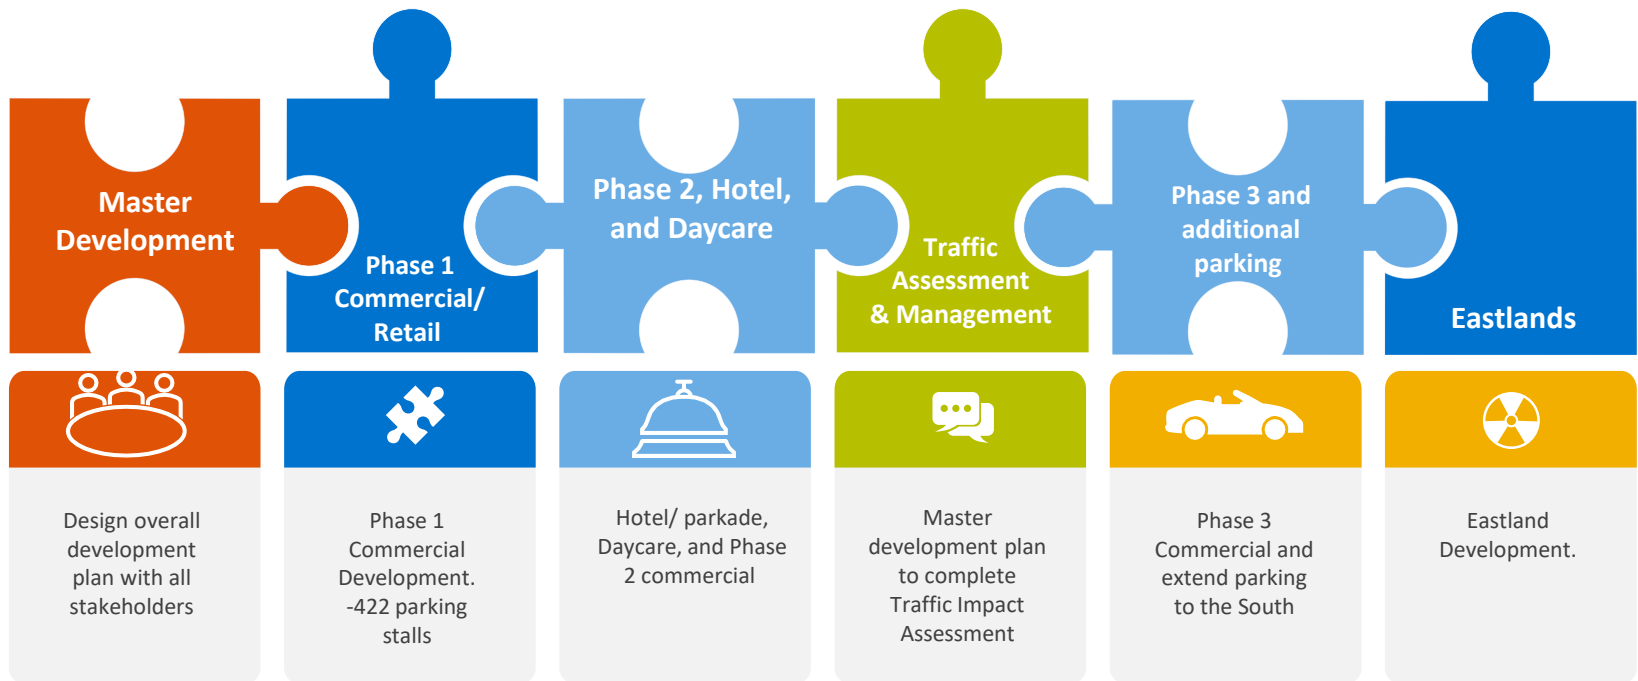 Master
Development
Phase 1
Commercial/
Retail
Phase 2, Hotel,
and Daycare
Traffic
Assessment
& Management
Phase 3 and
additional
parking
Eastlands
Design overall
development
plan with all
stakeholders
Phase 1
Commercial
Development.
-422 parking
stalls
Hotel/ parkade,
Daycare, and Phase
2 commercial
Master
development plan
to complete
Traffic Impact
Assessment
Phase 3
Commercial and
extend parking
to the South
Eastland
Development.